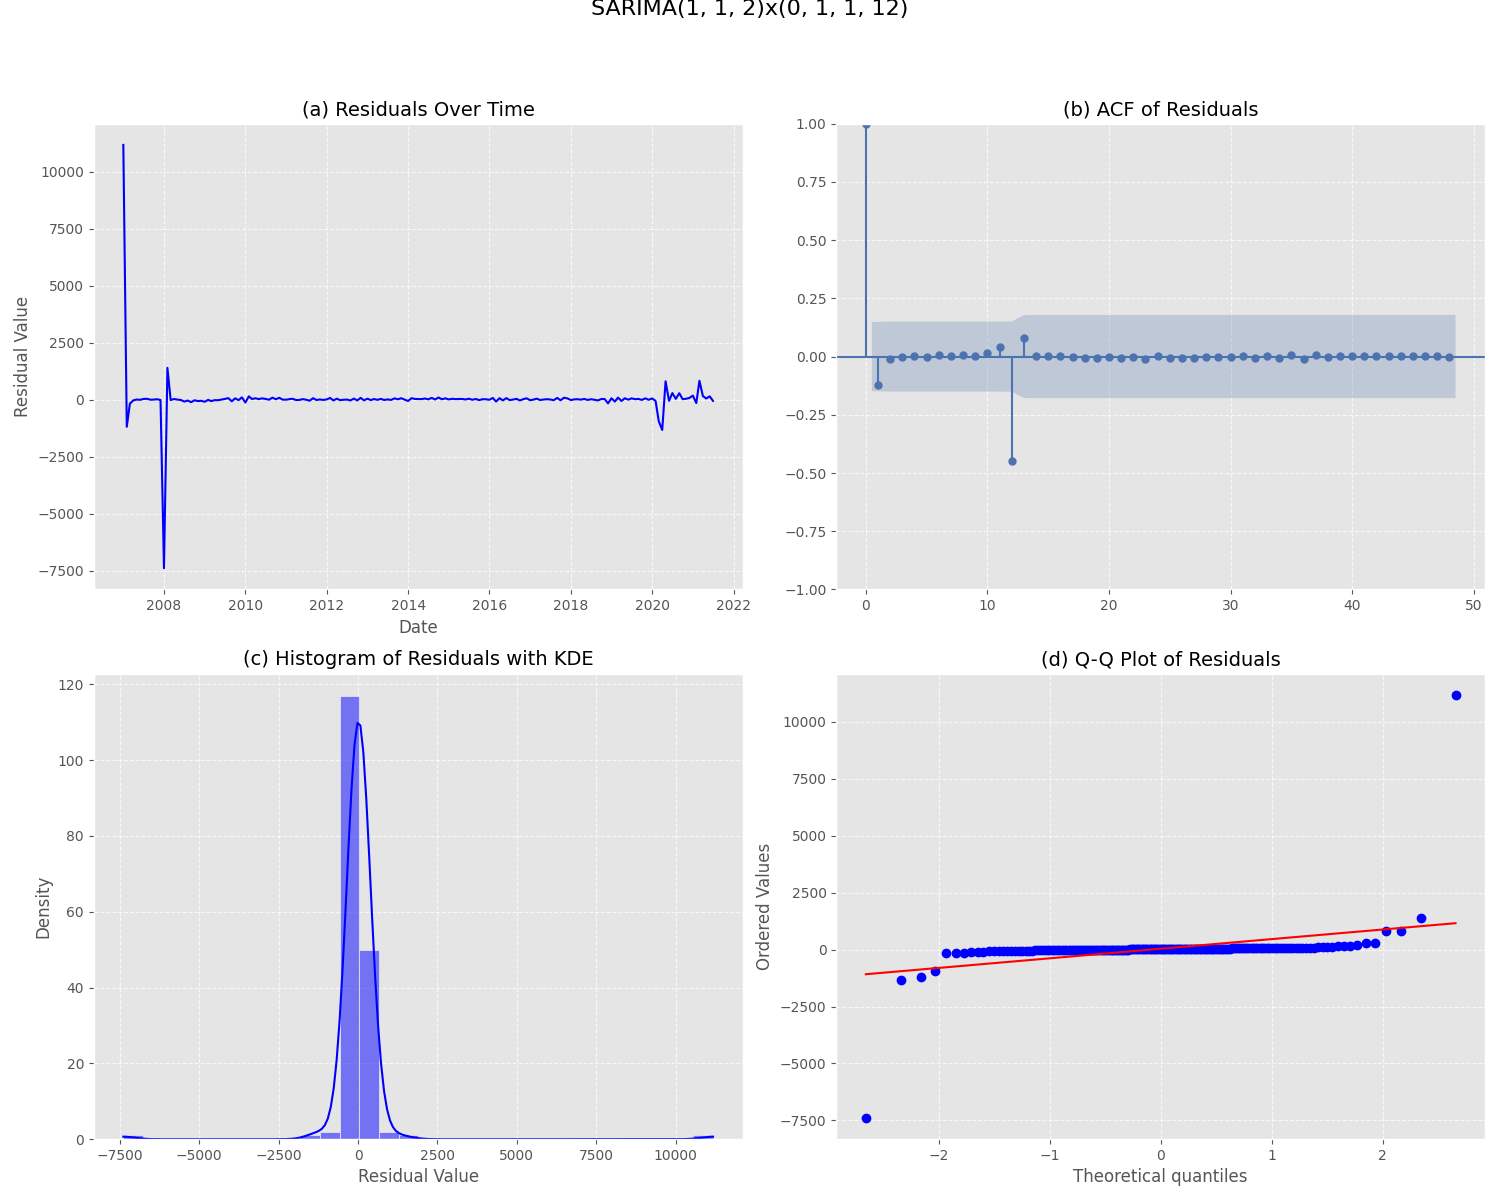 SARIMA(1, 1, 2)x(0, 1, 1, 12)
(a) Residuals Over Time
Residual Value
10000
7500
5000
2500
0
−2500
−5000
−7500
2008 2010 2012 2014 2016 2018 2020 2022
Date
(b) ACF of Residuals
1.00
0.75
0.50
0.25
0.00
−0.25
−0.50
−0.75
−1.00
0 10 20 30 40 50
(c) Histogram of Residuals with KDE
Density
120
100
80
60
40
20
0
−7500 −5000 −2500 0 2500 5000 7500 10000
Residual Value
(d) Q-Q Plot of Residuals
Ordered Values
10000
7500
5000
2500
0
−2500
−5000
−7500
−2 −1 0 1 2
Theoretical quantiles